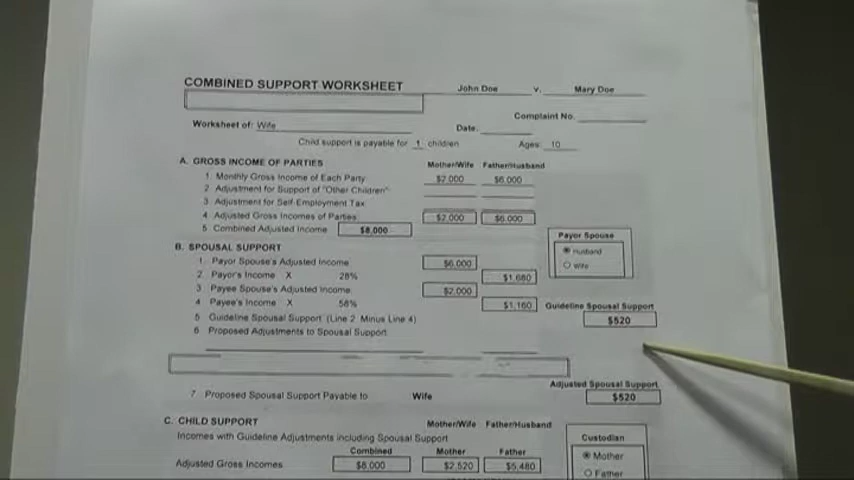 COMBINED SUPPORT WORKSHEET John Doe v. Mary Doe
Complaint No.
Worksheet of: Wife Date.
Child support is payable for 1 children Ages: 10
A. GROSS INCOME OF PARTIES Mother/Wife Father/Husband
1 Monthly Gross Income of Each Party $2,000 $6,000
2 Adjustment for Support of "Other Children"
3 Adjustment for Self-Employment Tax
4 Adjusted Gross Incomes of Parties $2,000 $6,000
5 Combined Adjusted Income $8,000
Payor Spouse
Husband
Wife
B. SPOUSAL SUPPORT
1. Payor Spouse's Adjusted Income $6,000
2 Payor's Income X 28% $1,680
3 Payee Spouse's Adjusted Income $2,000
4 Payee's Income X 58% $1,160
Guideline Spousal Support
5 Guideline Spousal Support (Line 2 Minus Line 4) $520
6 Proposed Adjustments to Spousal Support
Adjusted Spousal Support
7 Proposed Spousal Support Payable to Wife $520
C. CHILD SUPPORT Mother/Wife Father/Husband
Incomes with Guideline Adjustments including Spousal Support
Combined Mother Father
Adjusted Gross Incomes $8,000 $2,520 $5,480
Custodian
Mother
Father